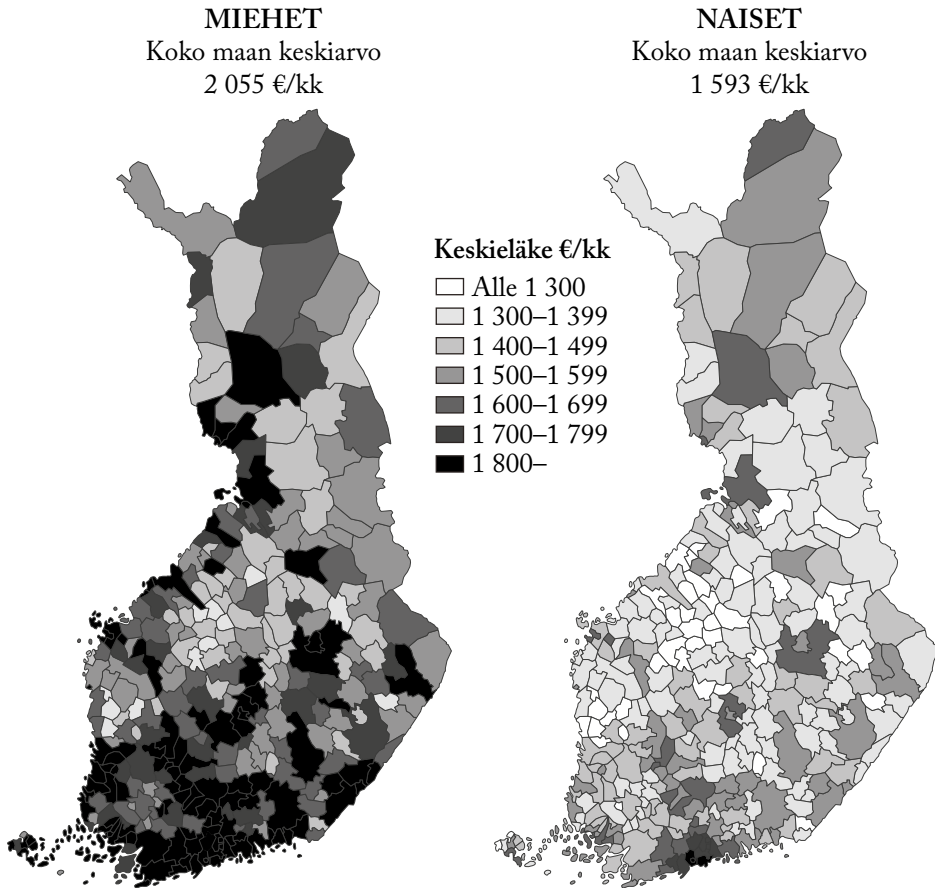 MIEHET
Koko maan keskiarvo
2 055 €/kk
NAISET
Koko maan keskiarvo
1 593 €/kk
Keskieläke €/kk
Alle 1 300
1 300–1 399
1 400–1 499
1 500–1 599
1 600–1 699
1 700–1 799
1 800–